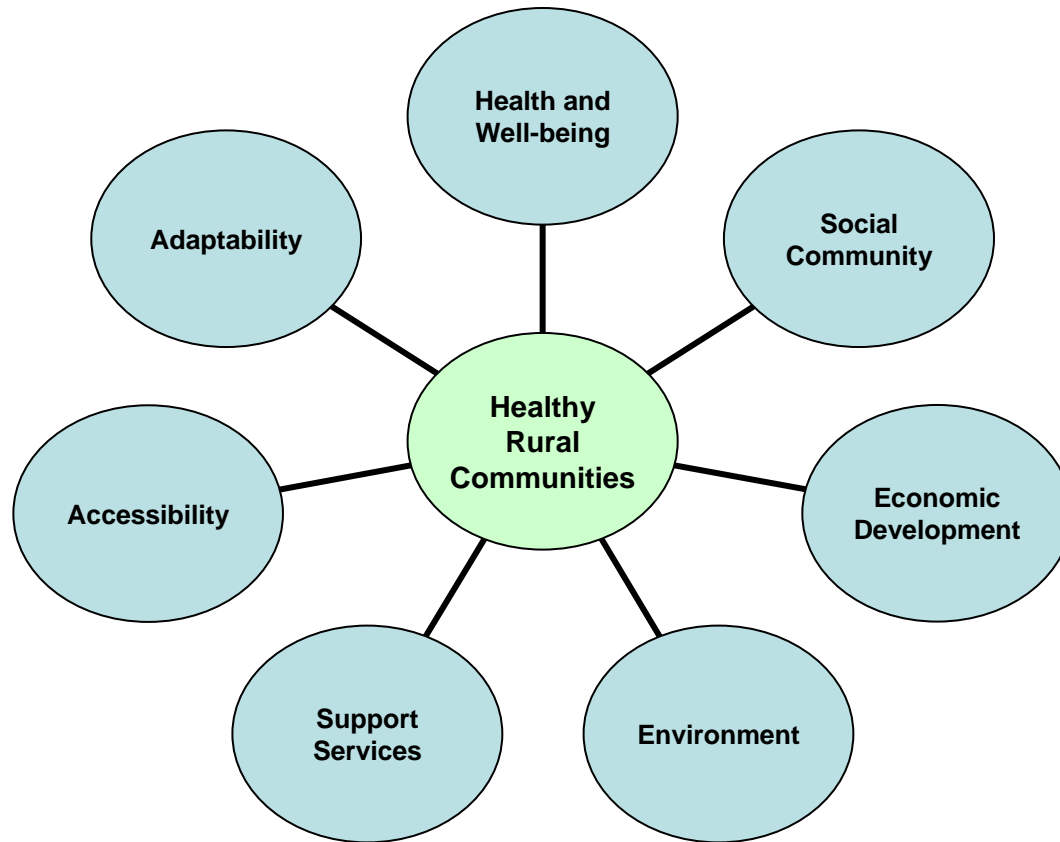 Health and
Well-being
Social
Community
Economic
Development
Environment
Support
Services
Accessibility
Adaptability
Healthy
Rural
Communities